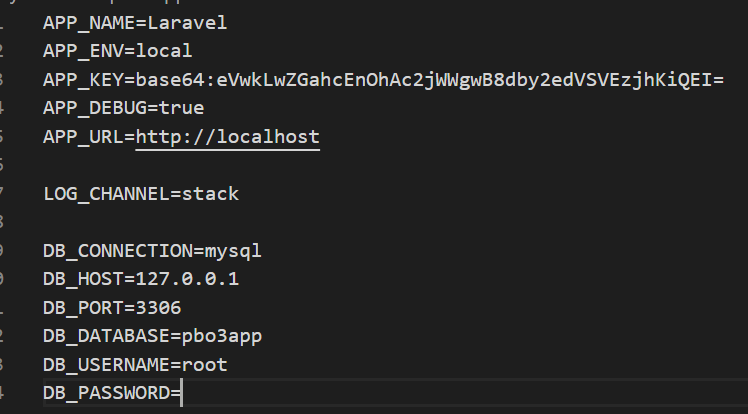 APP_NAME=Laravel
APP_ENV=local
APP_KEY=base64:eVwkLwZGahcEnOhAc2jWWgwB8dby2edVSVEzjhKiQEI=
APP_DEBUG=true
APP_URL=http://localhost
LOG_CHANNEL=stack
DB_CONNECTION=mysql
DB_HOST=127.0.0.1
DB_PORT=3306
DB_DATABASE=pbo3app
DB_USERNAME=root
DB_PASSWORD=